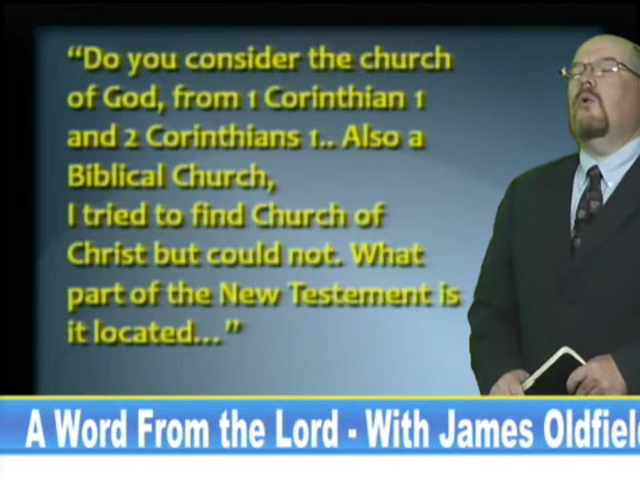 “Do you consider the church
of God, from 1 Corinthian 1
and 2 Corinthians 1.. Also a
Biblical Church,
I tried to find Church of
Christ but could not. What
part of the New Testement is
it located...”
A Word From the Lord - With James Oldfiel